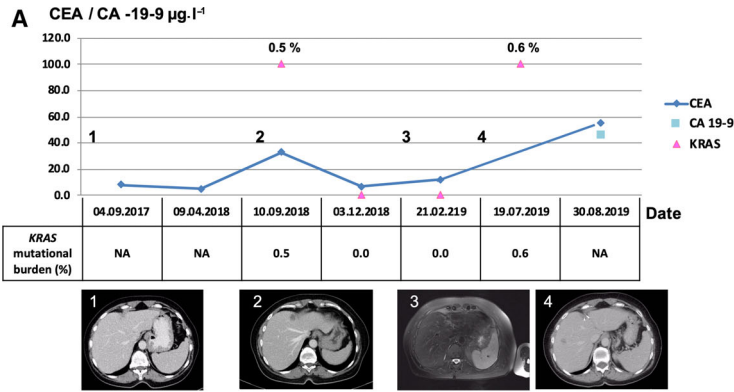 A
CEA / CA -19-9 µg.l⁻¹
120.0
100.0
80.0
60.0
40.0
20.0
0.0
0.5 %
0.6 %
1
2
3
4
CEA
CA 19-9
KRAS
04.09.2017 09.04.2018 10.09.2018 03.12.2018 21.02.219 19.07.2019 30.08.2019 Date
KRAS
mutational
burden (%)
NA NA 0.5 0.0 0.0 0.6 NA
1
2
3
4